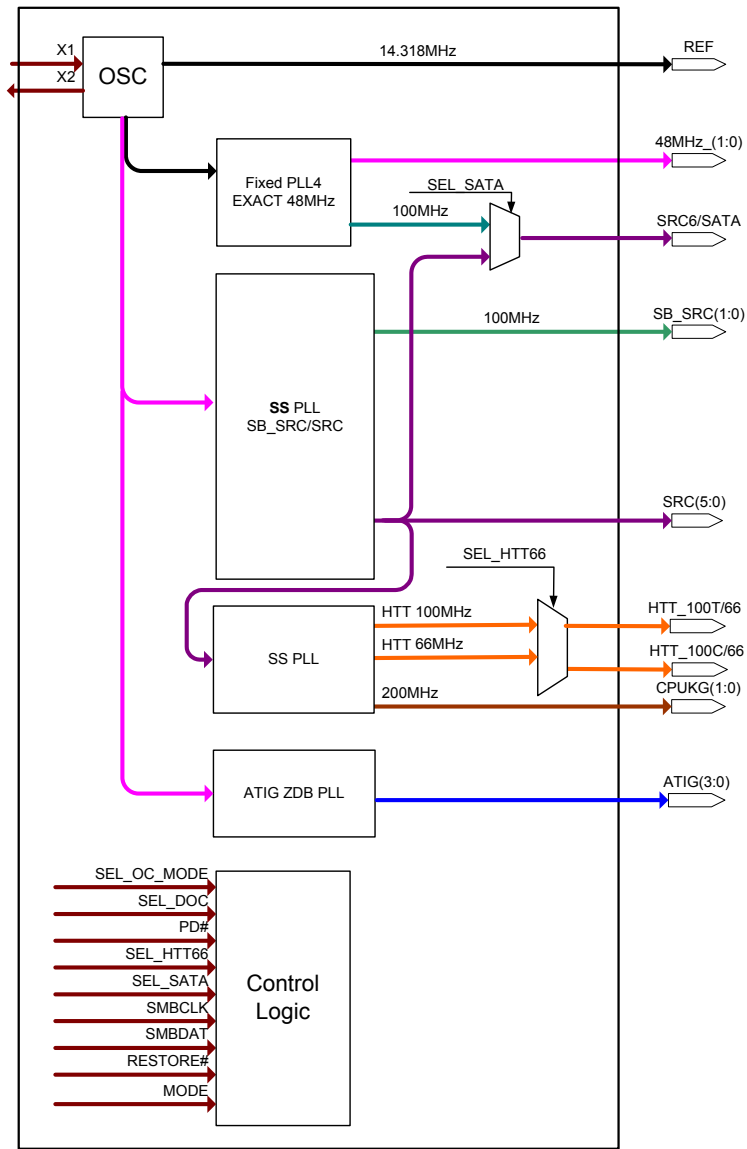 X1
X2
OSC
14.318MHz
REF
48MHz_(1:0)
Fixed PLL4
EXACT 48MHz
SEL_SATA
100MHz
SRC6/SATA
100MHz
SB_SRC(1:0)
SS PLL
SB_SRC/SRC
SRC(5:0)
SEL_HTT66
HTT 100MHz
HTT_100T/66
HTT 66MHz
SS PLL
HTT_100C/66
200MHz
CPUKG(1:0)
ATIG ZDB PLL
ATIG(3:0)
SEL_OC_MODE
SEL_DOC
PD#
SEL_HTT66
SEL_SATA
SMBCLK
SMBDAT
RESTORE#
MODE
Control
Logic